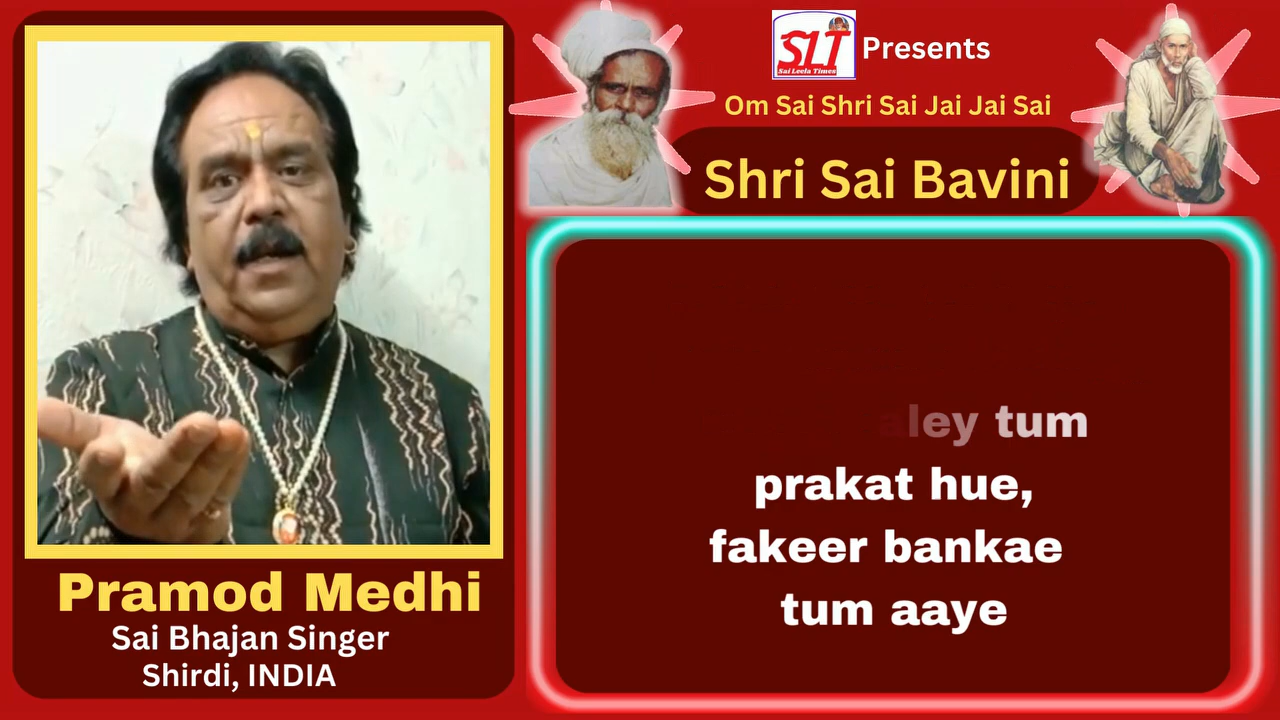 SLT
Sai Leela Times
Presents
Om Sai Shri Sai Jai Jai Sai
Shri Sai Bavini
tum
prakat hue,
fakeer bankae
tum aaye
Pramod Medhi
Sai Bhajan Singer
Shirdi, INDIA